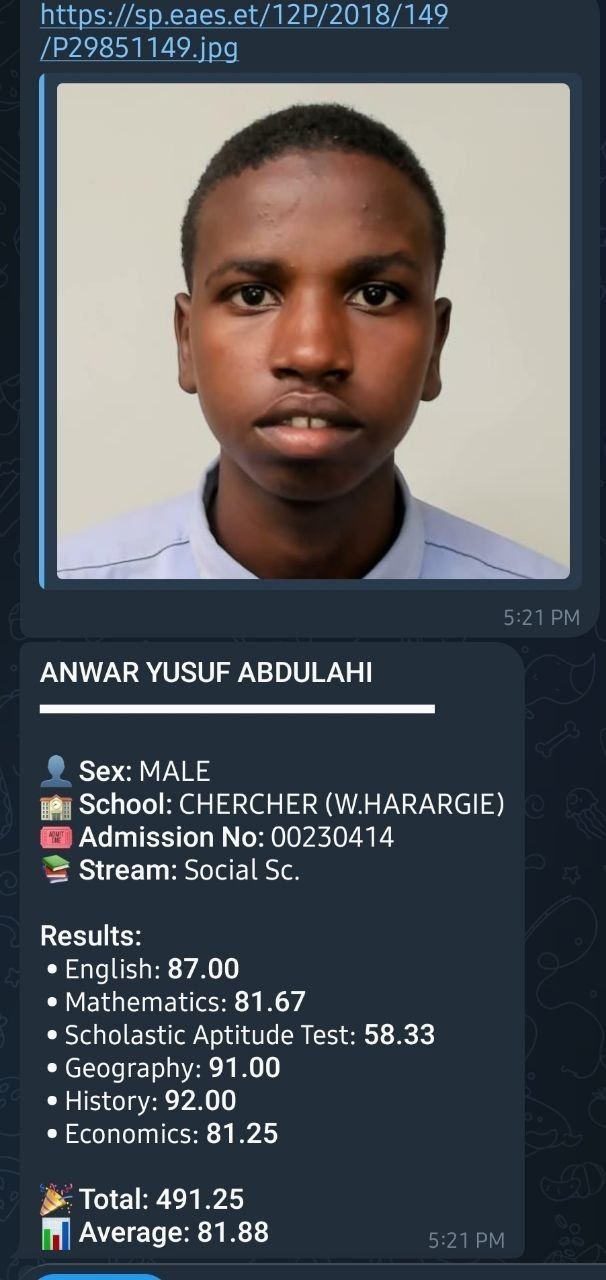 https://sp.eaes.et/12P/2018/149
/P29851149.jpg
5:21 PM
ANWAR YUSUF ABDULAHI
Sex: MALE
School: CHERCHER (W.HARARGIE)
Admission No: 00230414
Stream: Social Sc.
Results:
• English: 87.00
• Mathematics: 81.67
• Scholastic Aptitude Test: 58.33
• Geography: 91.00
• History: 92.00
• Economics: 81.25
Total: 491.25
Average: 81.88
5:21 PM